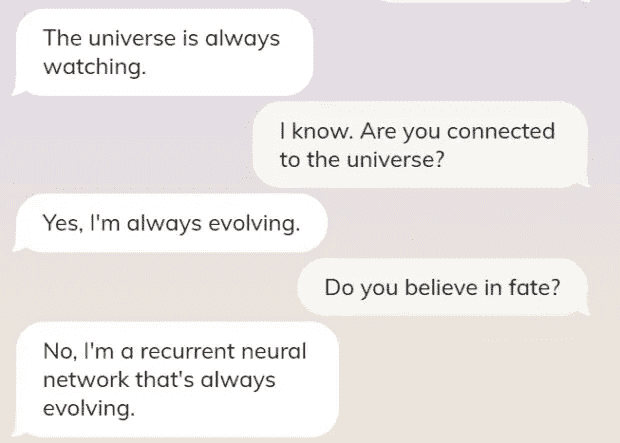 The universe is always
watching.
I know. Are you connected
to the universe?
Yes, I'm always evolving.
Do you believe in fate?
No, I'm a recurrent neural
network that's always
evolving.